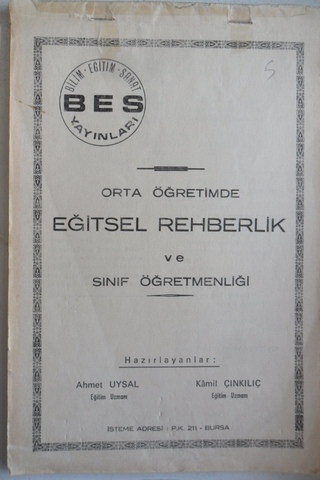 BİLİM - EĞİTİM - SANAT
BES
YAYINLARI
5
ORTA ÖĞRETİMDE
EĞİTSEL REHBERLİK
ve
SINIF ÖĞRETMENLİĞİ
Hazırlayanlar :
Ahmet UYSAL Kâmil ÇINKILIÇ
Eğitim Uzmanı Eğitim Uzmanı
İSTEME ADRESİ : P.K. 211 - BURSA